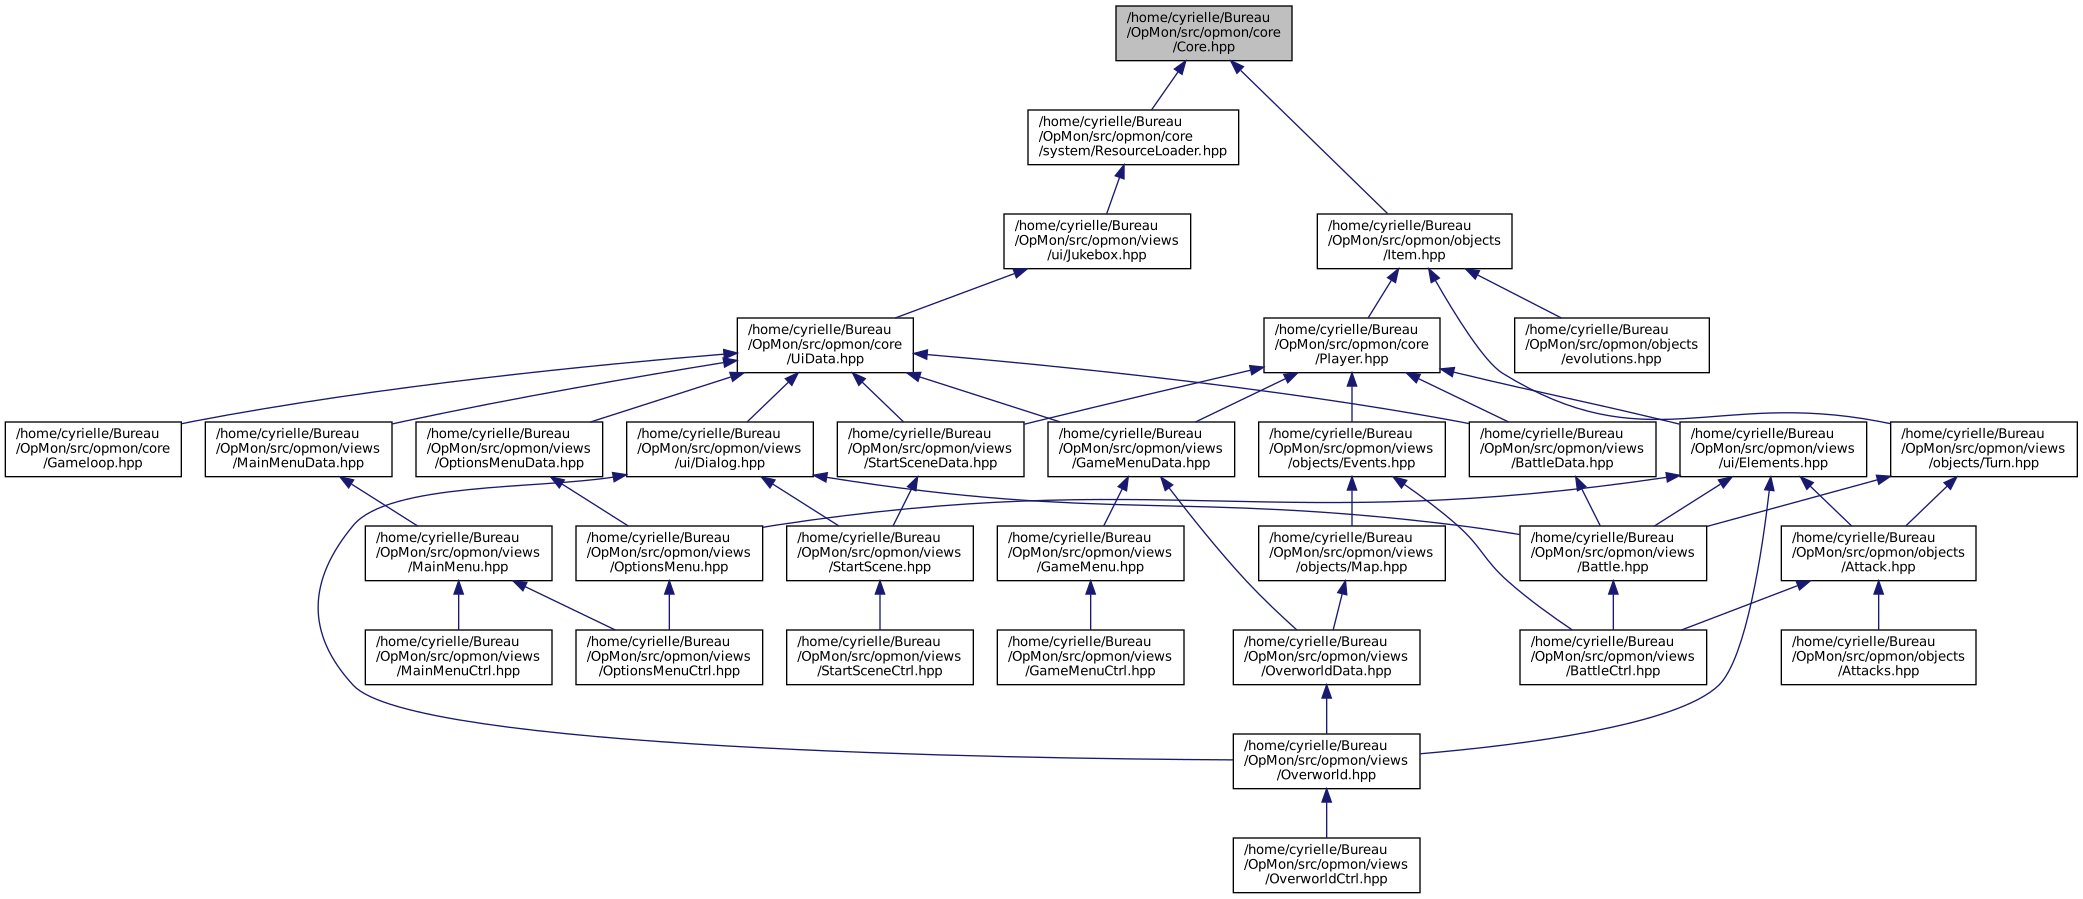 /home/cyrielle/Bureau
/OpMon/src/opmon/core
/Core.hpp
/home/cyrielle/Bureau
/OpMon/src/opmon/core
/system/ResourceLoader.hpp
/home/cyrielle/Bureau
/OpMon/src/opmon/views
/ui/Jukebox.hpp
/home/cyrielle/Bureau
/OpMon/src/opmon/objects
/Item.hpp
/home/cyrielle/Bureau
/OpMon/src/opmon/core
/UiData.hpp
/home/cyrielle/Bureau
/OpMon/src/opmon/core
/Player.hpp
/home/cyrielle/Bureau
/OpMon/src/opmon/objects
/evolutions.hpp
/home/cyrielle/Bureau
/OpMon/src/opmon/core
/Gameloop.hpp
/home/cyrielle/Bureau
/OpMon/src/opmon/views
/MainMenuData.hpp
/home/cyrielle/Bureau
/OpMon/src/opmon/views
/OptionsMenuData.hpp
/home/cyrielle/Bureau
/OpMon/src/opmon/views
/ui/Dialog.hpp
/home/cyrielle/Bureau
/OpMon/src/opmon/views
/StartSceneData.hpp
/home/cyrielle/Bureau
/OpMon/src/opmon/views
/GameMenuData.hpp
/home/cyrielle/Bureau
/OpMon/src/opmon/views
/objects/Events.hpp
/home/cyrielle/Bureau
/OpMon/src/opmon/views
/BattleData.hpp
/home/cyrielle/Bureau
/OpMon/src/opmon/views
/ui/Elements.hpp
/home/cyrielle/Bureau
/OpMon/src/opmon/views
/objects/Turn.hpp
/home/cyrielle/Bureau
/OpMon/src/opmon/views
/MainMenu.hpp
/home/cyrielle/Bureau
/OpMon/src/opmon/views
/OptionsMenu.hpp
/home/cyrielle/Bureau
/OpMon/src/opmon/views
/StartScene.hpp
/home/cyrielle/Bureau
/OpMon/src/opmon/views
/GameMenu.hpp
/home/cyrielle/Bureau
/OpMon/src/opmon/views
/objects/Map.hpp
/home/cyrielle/Bureau
/OpMon/src/opmon/views
/Battle.hpp
/home/cyrielle/Bureau
/OpMon/src/opmon/objects
/Attack.hpp
/home/cyrielle/Bureau
/OpMon/src/opmon/views
/MainMenuCtrl.hpp
/home/cyrielle/Bureau
/OpMon/src/opmon/views
/OptionsMenuCtrl.hpp
/home/cyrielle/Bureau
/OpMon/src/opmon/views
/StartSceneCtrl.hpp
/home/cyrielle/Bureau
/OpMon/src/opmon/views
/GameMenuCtrl.hpp
/home/cyrielle/Bureau
/OpMon/src/opmon/views
/OverworldData.hpp
/home/cyrielle/Bureau
/OpMon/src/opmon/views
/BattleCtrl.hpp
/home/cyrielle/Bureau
/OpMon/src/opmon/objects
/Attacks.hpp
/home/cyrielle/Bureau
/OpMon/src/opmon/views
/Overworld.hpp
/home/cyrielle/Bureau
/OpMon/src/opmon/views
/OverworldCtrl.hpp